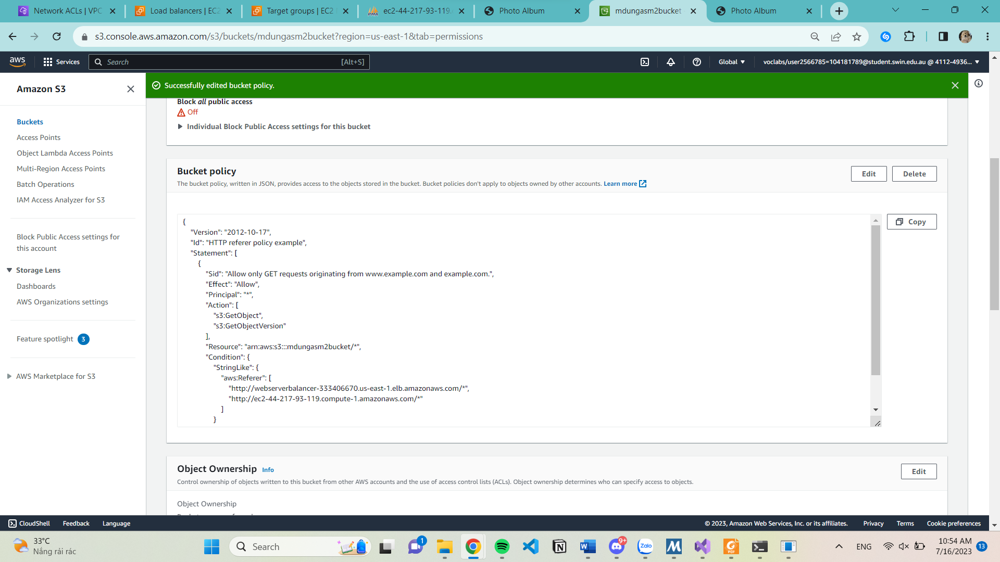 Network ACLs | VPC
Load balancers | EC2
Target groups | EC2
ec2-44-217-93-119.
Photo Album
mdungasm2bucket
Photo Album
s3.console.aws.amazon.com/s3/buckets/mdungasm2bucket?region=us-east-1&tab=permissions
aws
Services
Search
[Alt+S]
Global
voclabs/user2566785=104181789@student.swin.edu.au @ 4112-4936...
Amazon S3
Successfully edited bucket policy.
Buckets
Access Points
Object Lambda Access Points
Multi-Region Access Points
Batch Operations
IAM Access Analyzer for S3
Block Public Access settings for
this account
Storage Lens
Dashboards
AWS Organizations settings
Feature spotlight 3
AWS Marketplace for S3
Block all public access
Off
Individual Block Public Access settings for this bucket
Bucket policy
Edit
Delete
The bucket policy, written in JSON, provides access to the objects stored in the bucket. Bucket policies don't apply to objects owned by other accounts. Learn more
Copy
{
"Version": "2012-10-17",
"Id": "HTTP referer policy example",
"Statement": [
{
"Sid": "Allow only GET requests originating from www.example.com and example.com.",
"Effect": "Allow",
"Principal": "*",
"Action": [
"s3:GetObject",
"s3:GetObjectVersion"
],
"Resource": "arn:aws:s3:::mdungasm2bucket/*",
"Condition": {
"StringLike": {
"aws:Referer": [
"http://webserverbalancer-333406670.us-east-1.elb.amazonaws.com/*",
"http://ec2-44-217-93-119.compute-1.amazonaws.com/*"
]
}
Object Ownership Info
Edit
Control ownership of objects written to this bucket from other AWS accounts and the use of access control lists (ACLs). Object ownership determines who can specify access to objects.
Object Ownership
CloudShell
Feedback
Language
© 2023, Amazon Web Services, Inc. or its affiliates.
Privacy
Terms
Cookie preferences
33°C
Nắng rải rác
Search
1
9+
Zalo
PDF
ENG
10:54 AM
7/16/2023
13